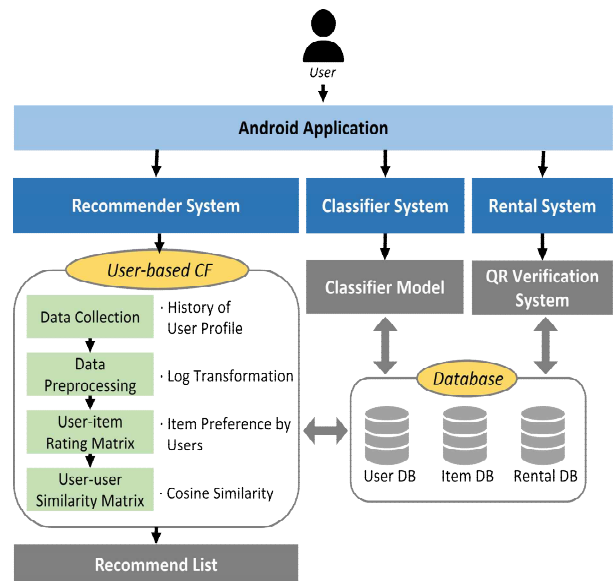 User
Android Application
Recommender System
Classifier System
Rental System
User-based CF
Classifier Model
QR Verification
System
Data Collection
· History of
User Profile
Data
Preprocessing
· Log Transformation
User-item
Rating Matrix
· Item Preference by
Users
User-user
Similarity Matrix
· Cosine Similarity
Database
User DB
Item DB
Rental DB
Recommend List